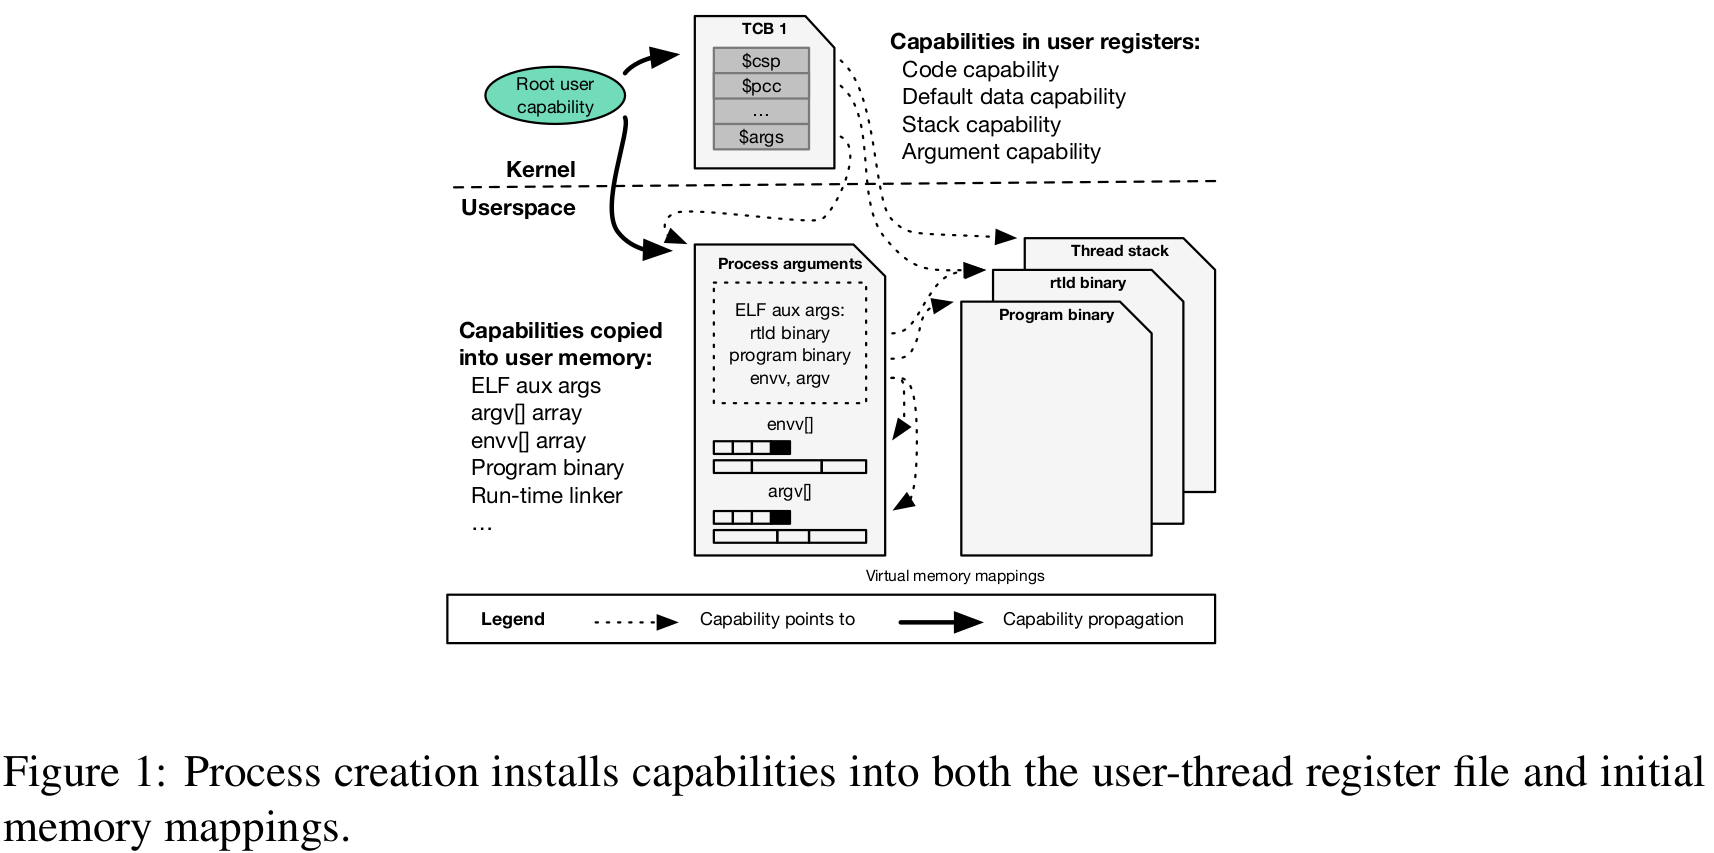 TCB 1
$csp
$pcc
...
$args
Root user
capability
Capabilities in user registers:
Code capability
Default data capability
Stack capability
Argument capability
Kernel
Userspace
Thread stack
rtld binary
Program binary
Process arguments
ELF aux args:
rtld binary
program binary
envv, argv
envv[]
argv[]
Capabilities copied
into user memory:
ELF aux args
argv[] array
envv[] array
Program binary
Run-time linker
...
Virtual memory mappings
Legend
Capability points to
Capability propagation
Figure 1: Process creation installs capabilities into both the user-thread register file and initial
memory mappings.